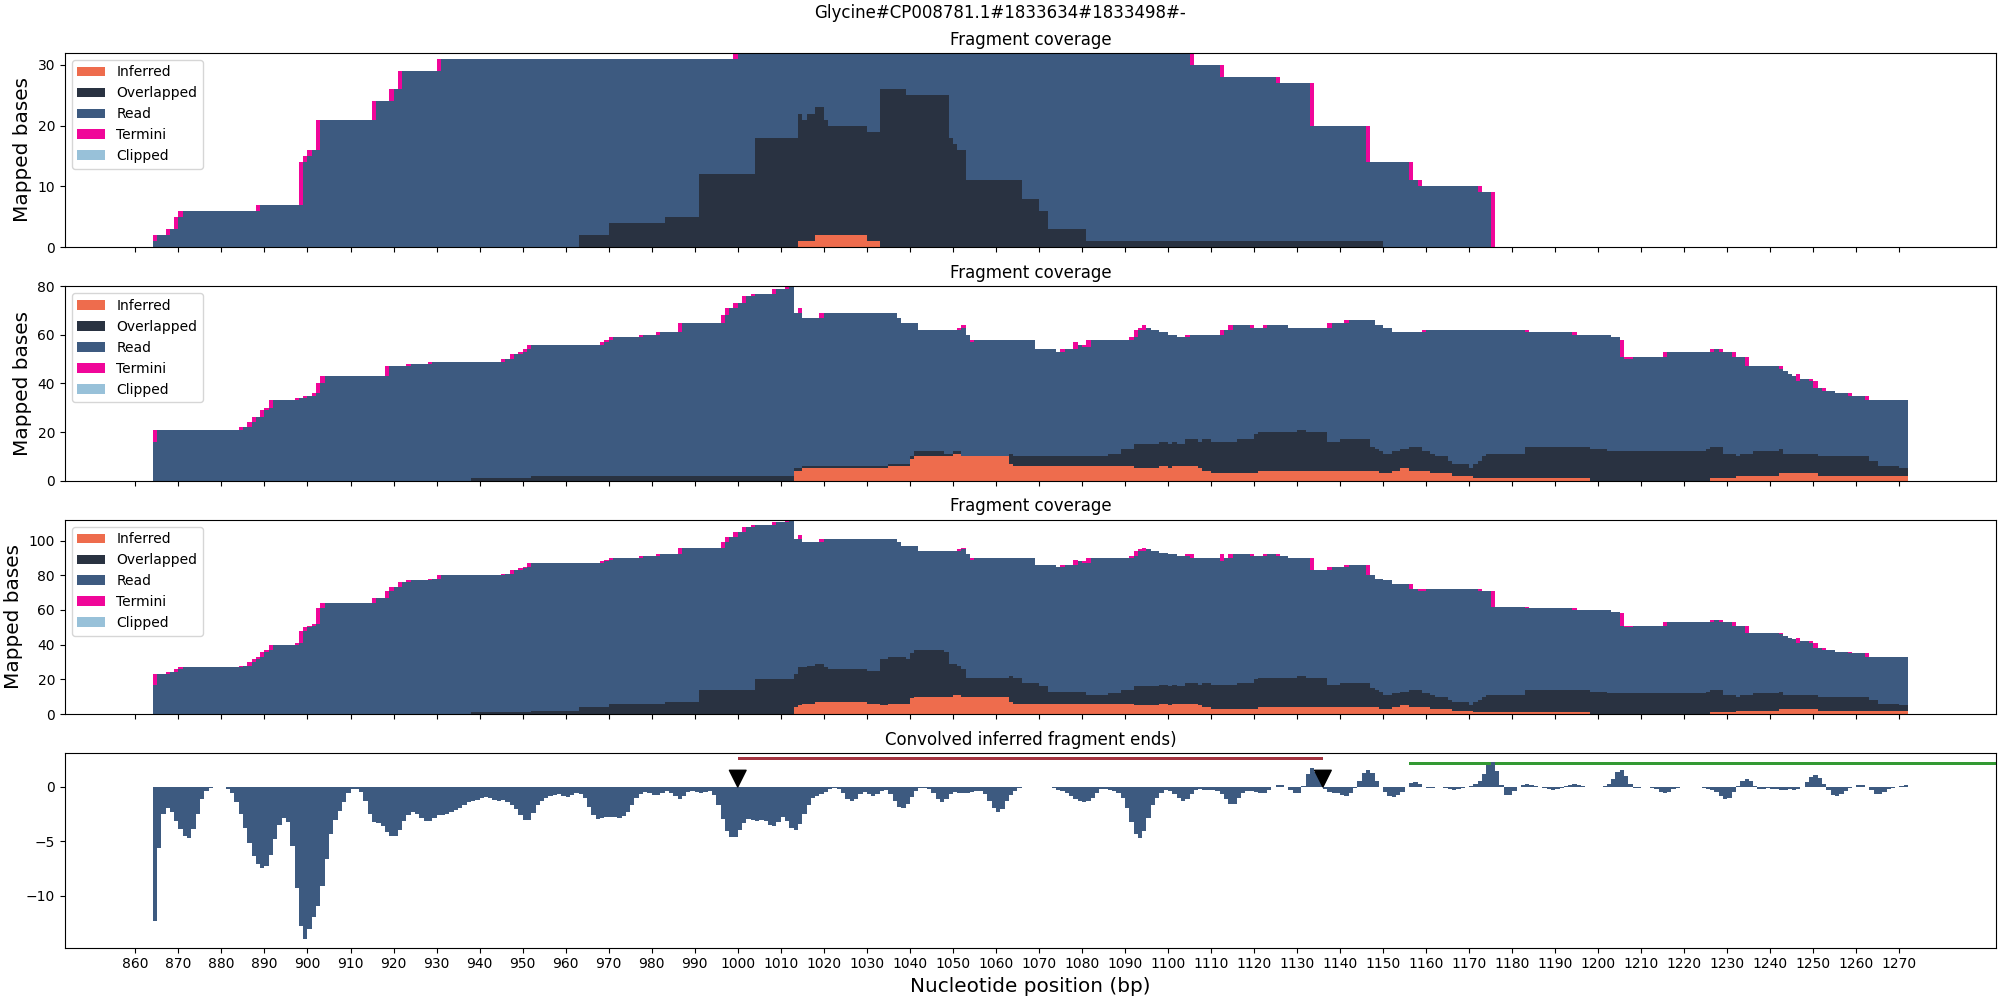 Glycine#CP008781.1#1833634#1833498#-
Fragment coverage
Mapped bases
30
20
10
0
Inferred
Overlapped
Read
Termini
Clipped
Fragment coverage
Mapped bases
80
60
40
20
0
Inferred
Overlapped
Read
Termini
Clipped
Fragment coverage
Mapped bases
100
80
60
40
20
0
Inferred
Overlapped
Read
Termini
Clipped
Convolved inferred fragment ends)
0
−5
−10
860 870 880 890 900 910 920 930 940 950 960 970 980 990 1000 1010 1020 1030 1040 1050 1060 1070 1080 1090 1100 1110 1120 1130 1140 1150 1160 1170 1180 1190 1200 1210 1220 1230 1240 1250 1260 1270
Nucleotide position (bp)